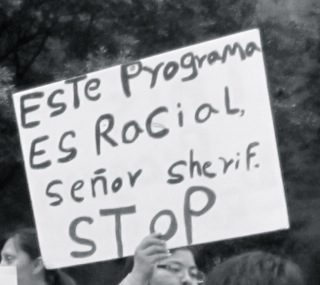 ESTE Programa
ES RaciaL,
señor sherif.
STOP